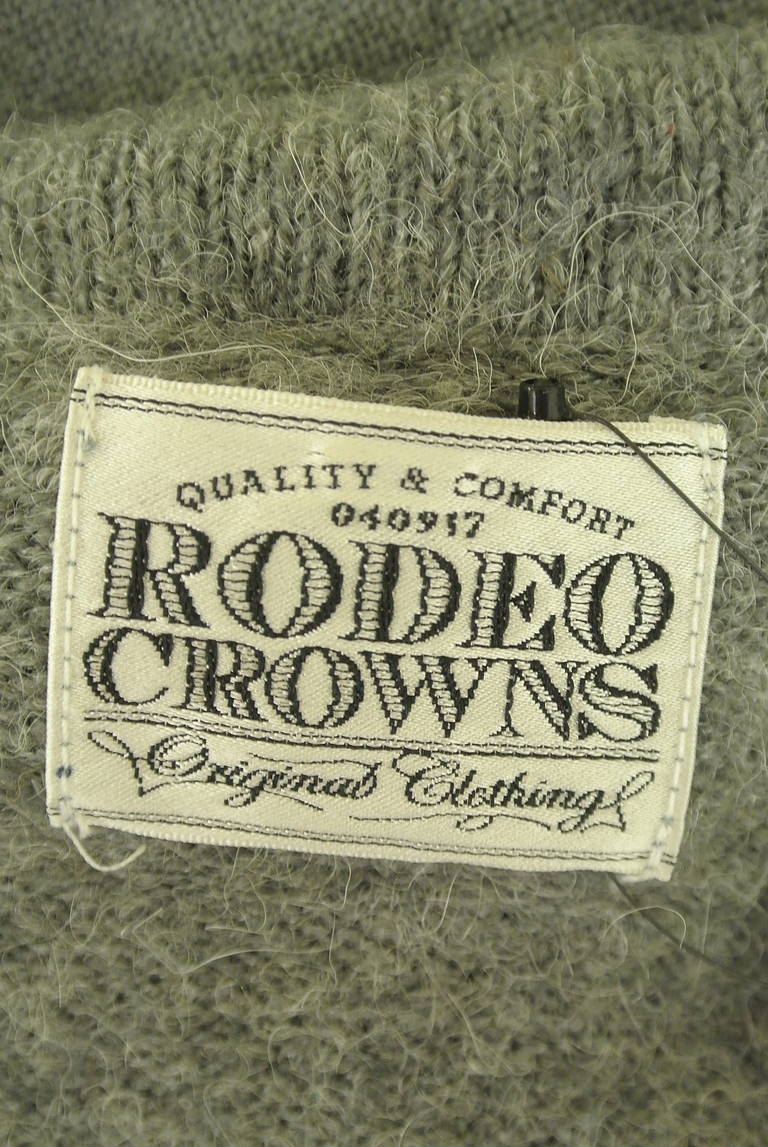 QUALITY & COMFORT
040917
RODEO
CROWNS
Original Clothing